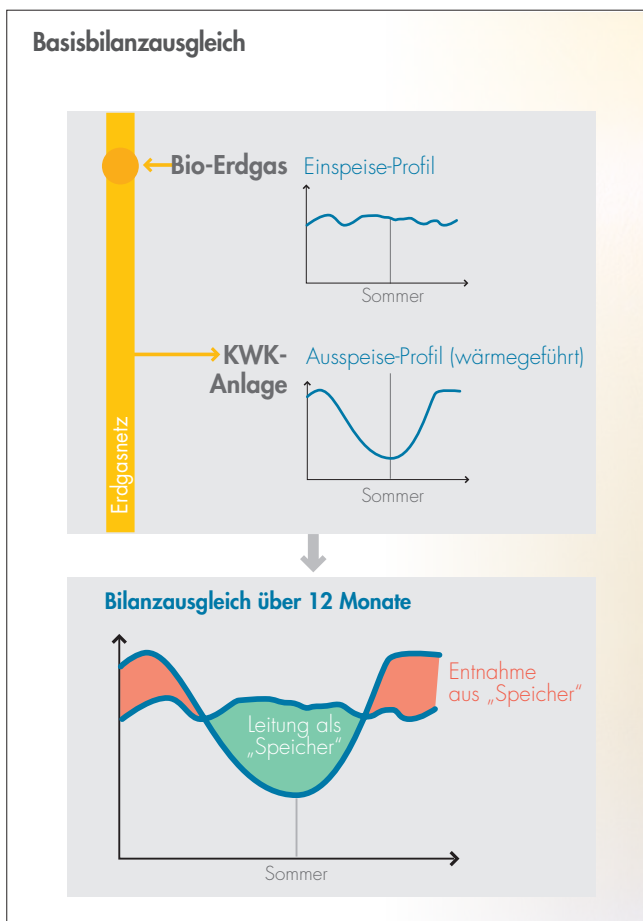 Basisbilanzausgleich
Bio-Erdgas
Einspeise-Profil
Sommer
KWK-
Anlage
Ausspeise-Profil (wärmegeführt)
Sommer
Erdgasnetz
Bilanzausgleich über 12 Monate
Entnahme
aus „Speicher“
Leitung als
„Speicher“
Sommer